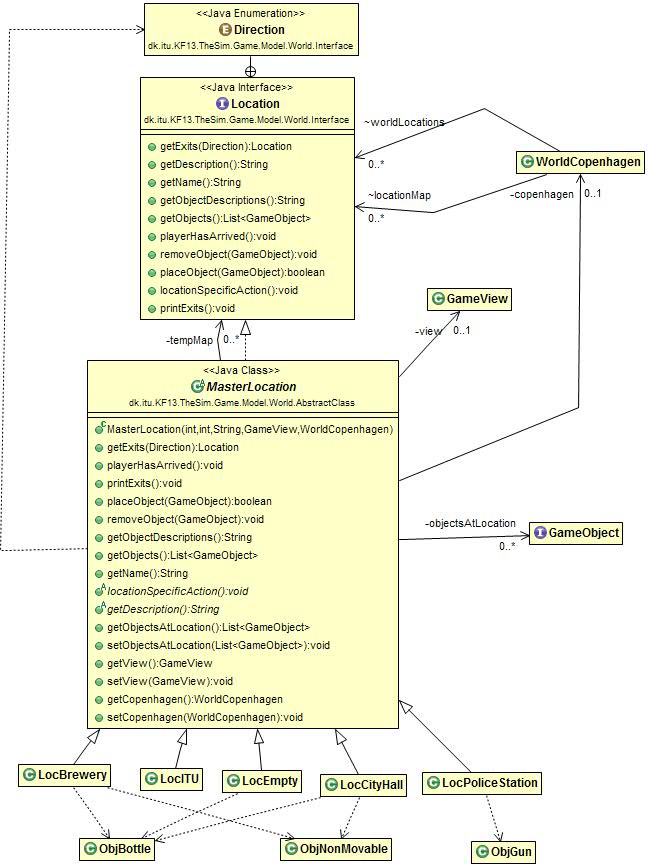 <<Java Enumeration>>
E Direction
dk.itu.KF13.TheSim.Game.Model.World.Interface
<<Java Interface>>
I Location
dk.itu.KF13.TheSim.Game.Model.World.Interface
getExits(Direction):Location
getDescription():String
getName():String
getObjectDescriptions():String
getObjects():List<GameObject>
playerHasArrived():void
removeObject(GameObject):void
placeObject(GameObject):boolean
locationSpecificAction():void
printExits():void
~worldLocations
0..*
C WorldCopenhagen
~locationMap
0..*
-copenhagen
0..1
C GameView
-view
0..1
-tempMap
0..*
<<Java Class>>
C A MasterLocation
dk.itu.KF13.TheSim.Game.Model.World.AbstractClass
C MasterLocation(int,int,String,GameView,WorldCopenhagen)
getExits(Direction):Location
playerHasArrived():void
printExits():void
placeObject(GameObject):boolean
removeObject(GameObject):void
getObjectDescriptions():String
getObjects():List<GameObject>
getName():String
A locationSpecificAction():void
A getDescription():String
getObjectsAtLocation():List<GameObject>
setObjectsAtLocation(List<GameObject>):void
getView():GameView
setView(GameView):void
getCopenhagen():WorldCopenhagen
setCopenhagen(WorldCopenhagen):void
-objectsAtLocation
0..*
I GameObject
C LocBrewery
C LocITU
C LocEmpty
C LocCityHall
C LocPoliceStation
C ObjBottle
C ObjNonMovable
C ObjGun